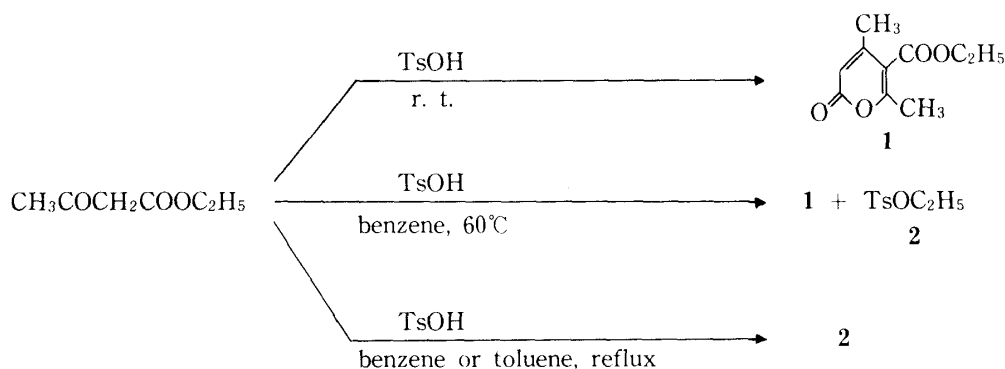 TsOH
r. t.
CH₃
COOC₂H₅
O
O
CH₃
1
CH₃COCH₂COOC₂H₅
TsOH
benzene, 60℃
1 + TsOC₂H₅
2
TsOH
benzene or toluene, reflux
2